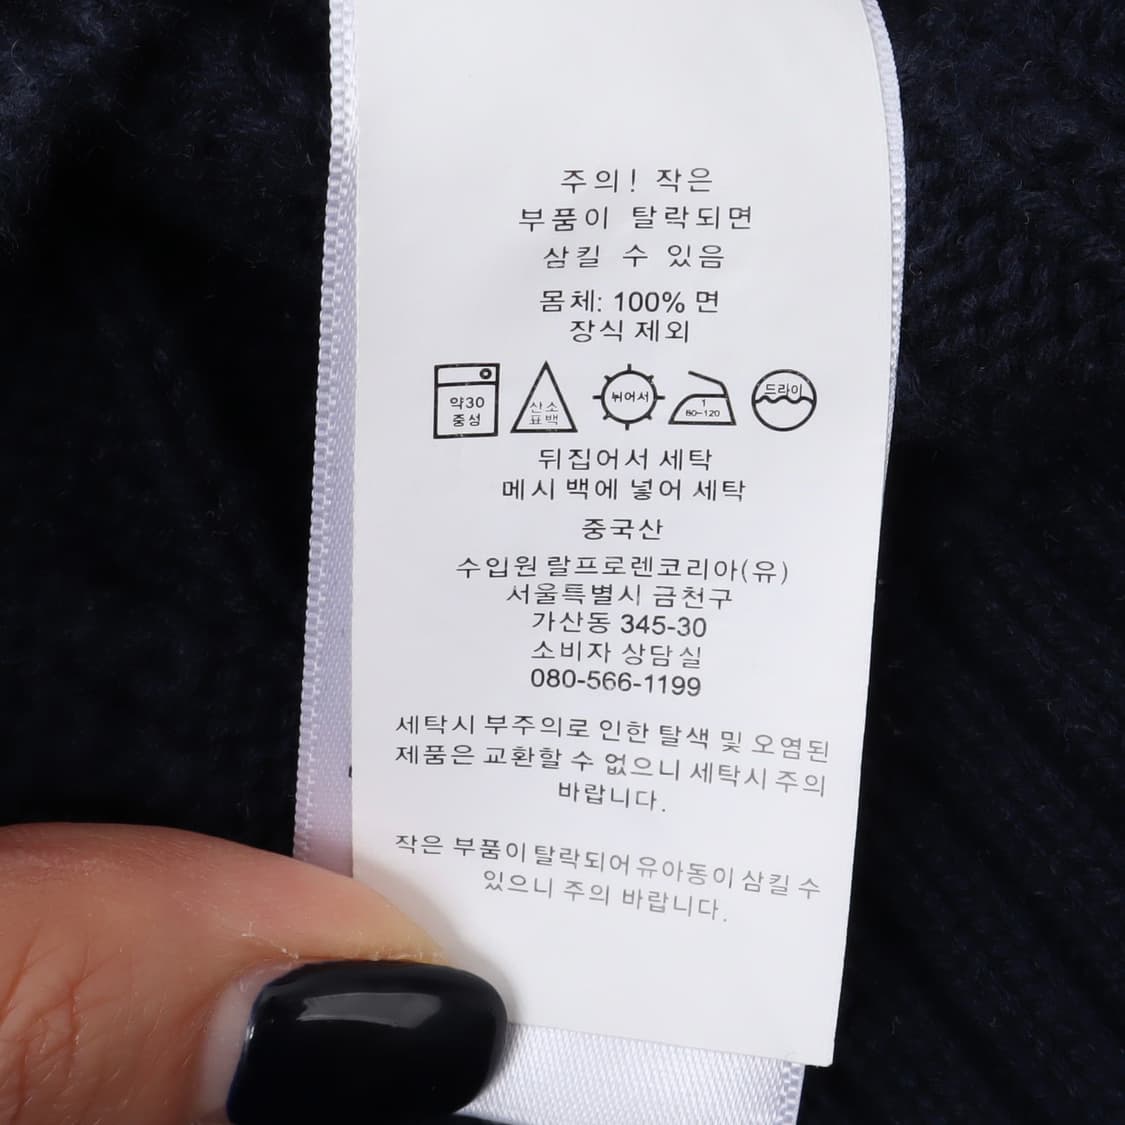 주의! 작은
부품이 탈락되면
삼킬 수 있음
몸체: 100% 면
장식 제외
약30
중성
산소
표백
뉘어서
1
80~120
드라이
뒤집어서 세탁
메시 백에 넣어 세탁
중국산
수입원 랄프로렌코리아(유)
서울특별시 금천구
가산동 345-30
소비자 상담실
080-566-1199
세탁시 부주의로 인한 탈색 및 오염된
제품은 교환할 수 없으니 세탁시 주의
바랍니다.
작은 부품이 탈락되어 유아동이 삼킬 수
있으니 주의 바랍니다.